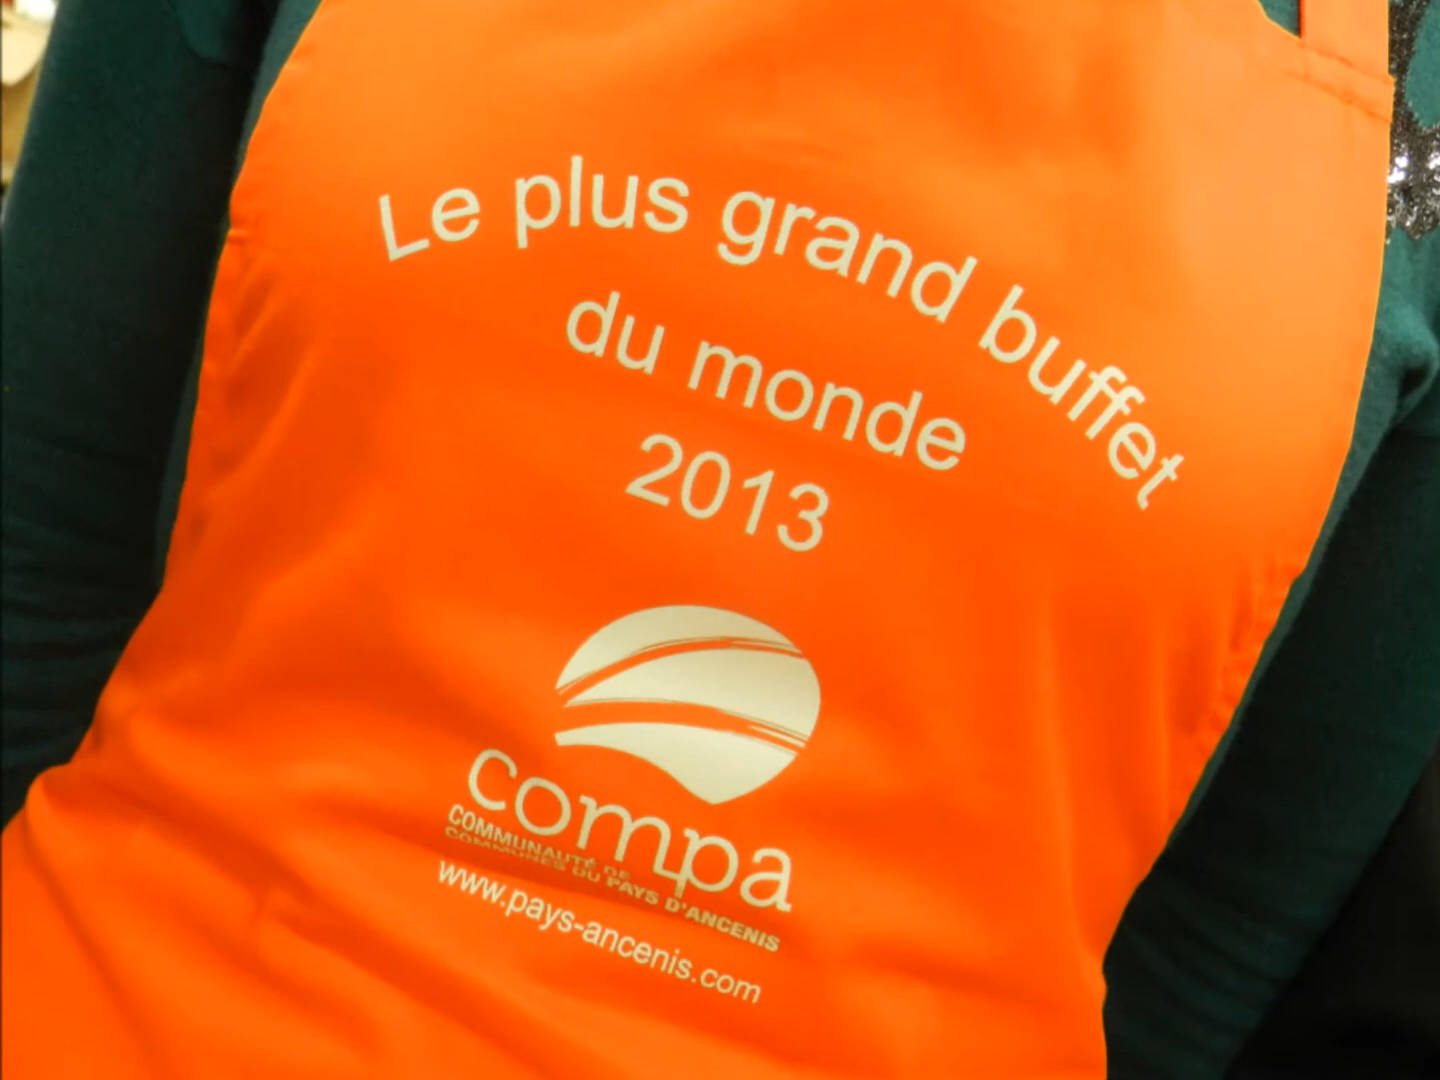 Le plus grand buffet
du monde
2013
compa
COMMUNAUTÉ DE
COMMUNES DU PAYS D'ANCENIS
www.pays-ancenis.com